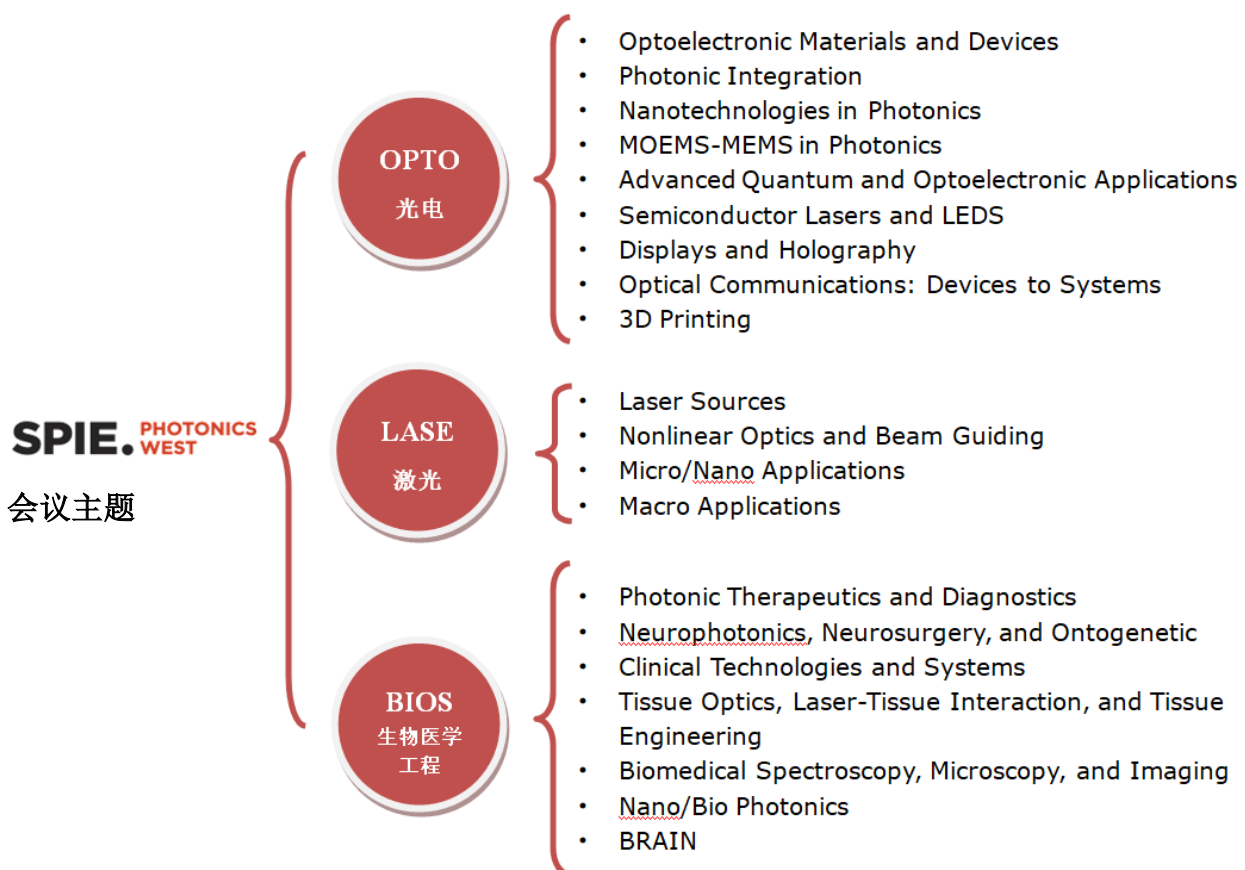 SPIE. PHOTONICS
WEST
会议主题
OPTO
光电
• Optoelectronic Materials and Devices
• Photonic Integration
• Nanotechnologies in Photonics
• MOEMS-MEMS in Photonics
• Advanced Quantum and Optoelectronic Applications
• Semiconductor Lasers and LEDS
• Displays and Holography
• Optical Communications: Devices to Systems
• 3D Printing
LASE
激光
• Laser Sources
• Nonlinear Optics and Beam Guiding
• Micro/Nano Applications
• Macro Applications
BIOS
生物医学
工程
• Photonic Therapeutics and Diagnostics
• Neurophotonics, Neurosurgery, and Ontogenetic
• Clinical Technologies and Systems
• Tissue Optics, Laser-Tissue Interaction, and Tissue
Engineering
• Biomedical Spectroscopy, Microscopy, and Imaging
• Nano/Bio Photonics
• BRAIN